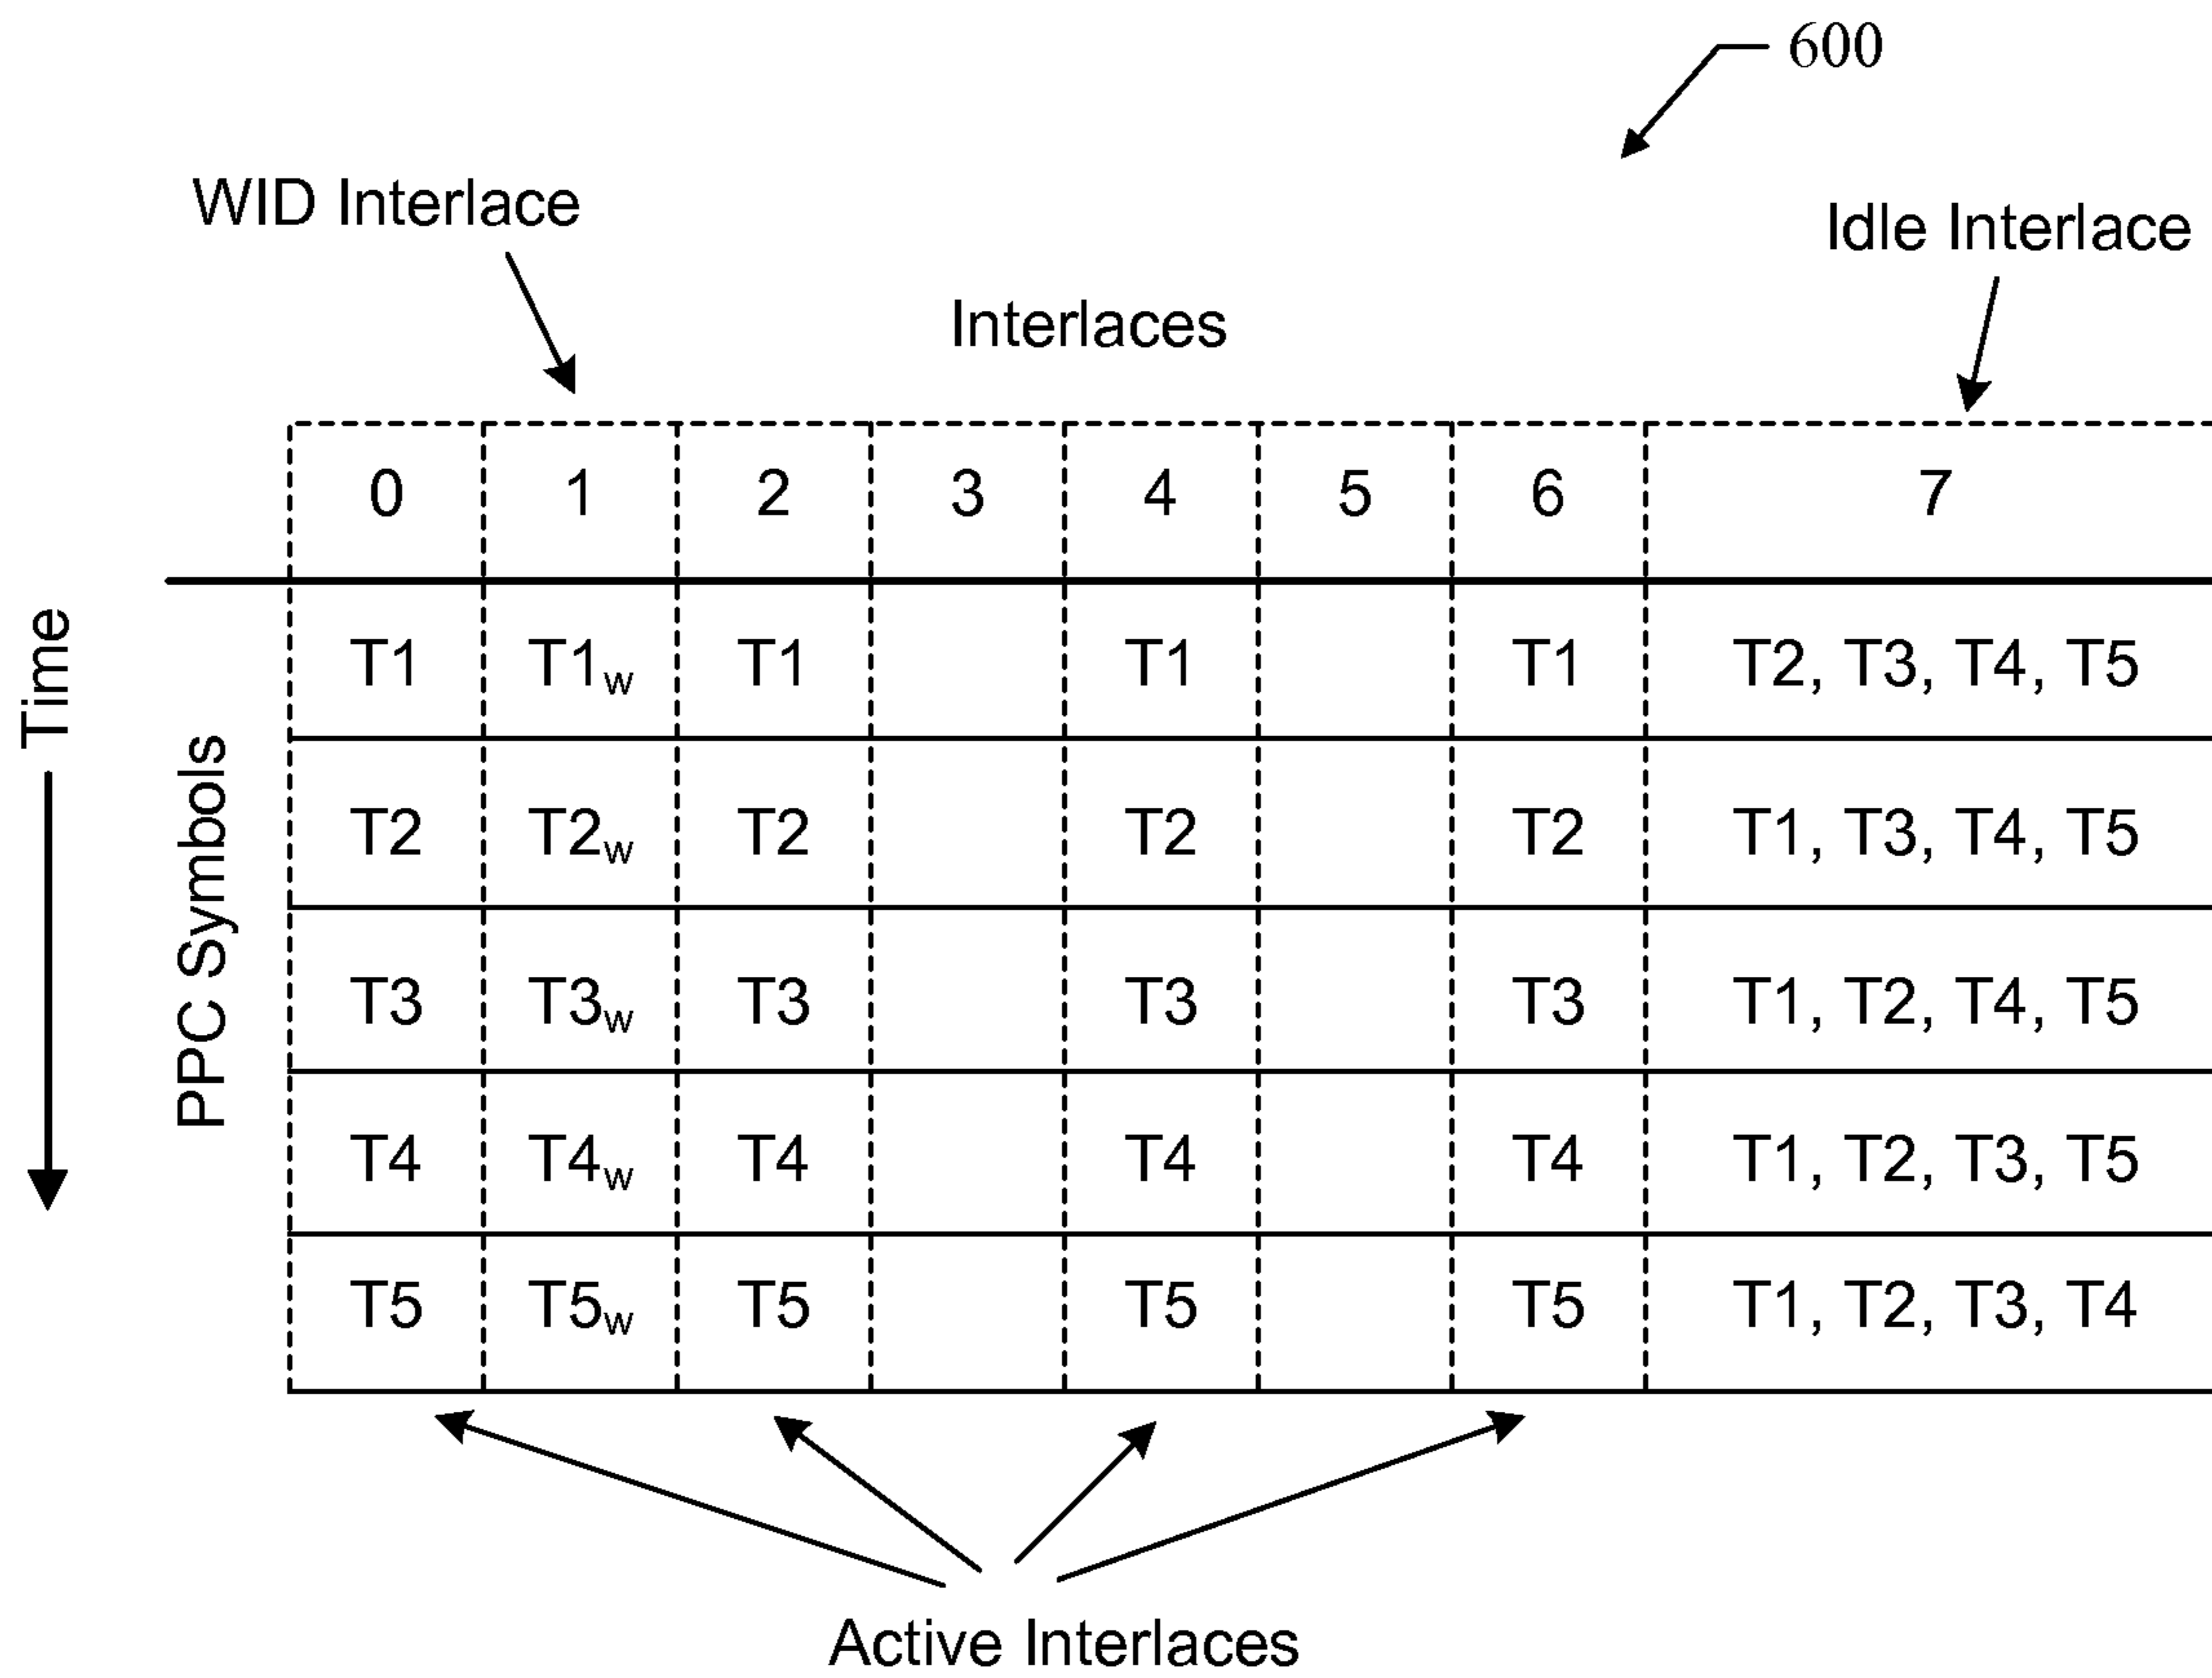 600
WID Interlace
Idle Interlace
Interlaces
0 1 2 3 4 5 6 7
Time
PPC Symbols
T1 T1w T1 T1 T1 T2, T3, T4, T5
T2 T2w T2 T2 T2 T1, T3, T4, T5
T3 T3w T3 T3 T3 T1, T2, T4, T5
T4 T4w T4 T4 T4 T1, T2, T3, T5
T5 T5w T5 T5 T5 T1, T2, T3, T4
Active Interlaces